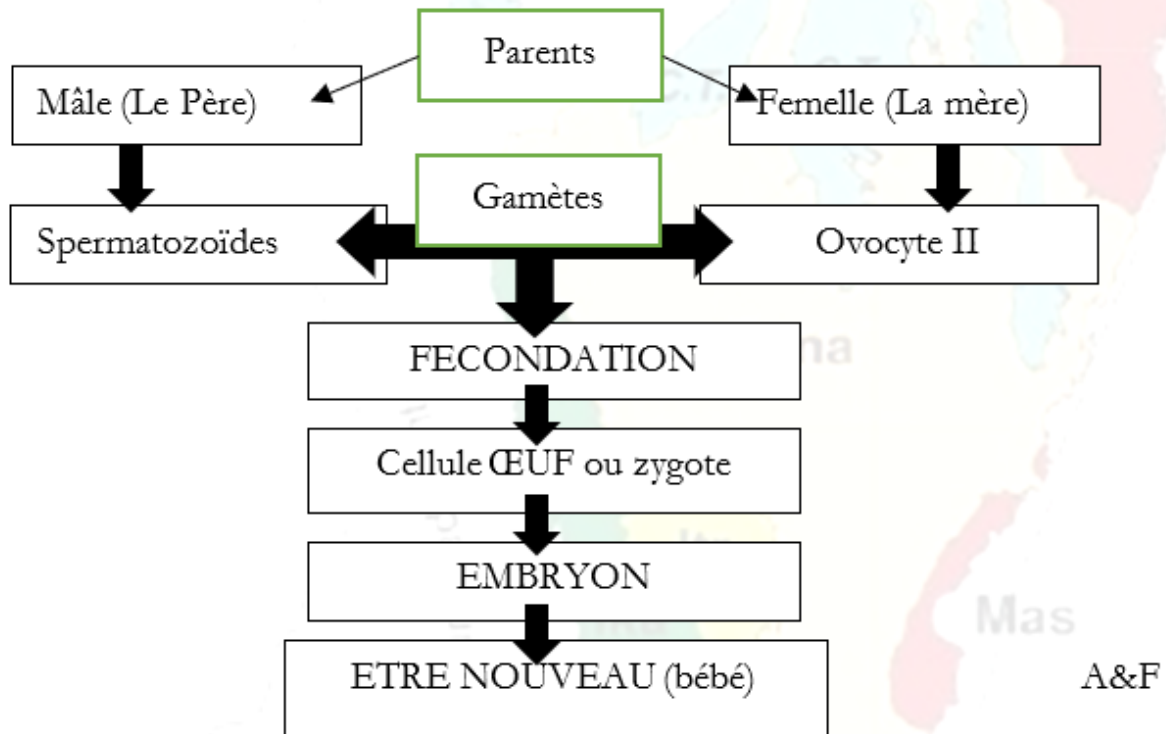 Parents
Mâle (Le Père)
Femelle (La mère)
Gamètes
Spermatozoïdes
Ovocyte II
FECONDATION
Cellule ŒUF ou zygote
EMBRYON
ETRE NOUVEAU (bébé)
A&F
Mas